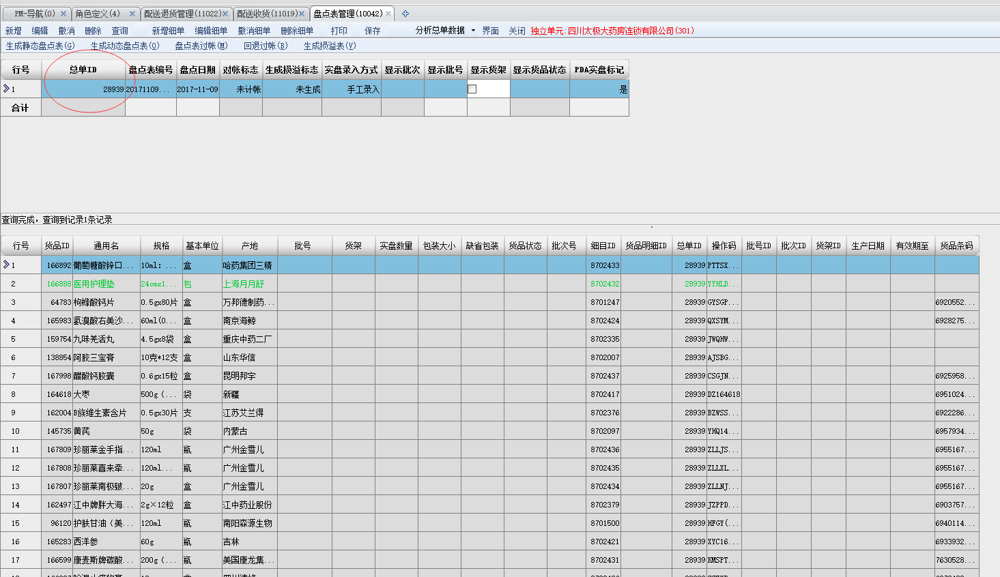 PM-导航(0) 角色定义(4) 配送退货管理(11022) 配送收货(11019) 盘点表管理(10042)
新增 编辑 撤消 删除 查询 新增细单 编辑细单 撤消细单 删除细单 打印 保存 分析总单数据 界面 关闭 独立单元:四川太极大药房连锁有限公司(301)
生成静态盘点表(G) 生成动态盘点表(O) 盘点表过帐(M) 回退过帐(B) 生成损溢表(V)
行号 总单ID 盘点表编号 盘点日期 对帐标志 生成损溢标志 实盘录入方式 显示批次 显示批号 显示货架 显示货品状态 PDA实盘标记
1 28939 20171109... 2017-11-09 未计帐 未生成 手工录入 是
合计
查询完成，查询到记录1条记录
行号 货品ID 通用名 规格 基本单位 产地 批号 货架 实盘数量 包装大小 缺省包装 货品状态 批次号 细目ID 货品明细ID 总单ID 操作码 批号ID 批次ID 货架ID 生产日期 有效期至 货品条码
1 166892 葡萄糖酸锌口... 10ml: ... 盒 哈药集团三精 8702433 28939 PTTSX...
2 166888 医用护理垫 24cmx1... 包 上海月月舒 8702432 28939 YYHLD...
3 64783 枸橼酸钙片 0.5gx80片 盒 万邦德制药... 8701247 28939 GYSGP... 6920552...
4 165983 氢溴酸右美沙... 60ml(0... 盒 南京海鲸 8702424 28939 QXSYM... 6928275...
5 159754 九味羌活丸 4.5gx8袋 盒 重庆中药二厂 8702335 28939 JWQHW...
6 138854 阿胶三宝膏 10克*12支 盒 山东华信 8702007 28939 AJSBG...
7 167998 醋酸钙胶囊 0.6gx15粒 盒 昆明邦宇 8702437 28939 CSGJN... 6925958...
8 164618 大枣 500g（... 袋 新疆 8702417 28939 DZ164618 6951024...
9 162004 B族维生素含片 0.5gx30片 支 江苏艾兰得 8702376 28939 BZWSS... 6922286...
10 145735 黄芪 50g 袋 内蒙古 8702097 28939 YHQ14... 6957934...
11 167809 珍丽莱金手指... 120ml 瓶 广州金雪儿 8702436 28939 ZLLJS... 6955167...
12 167808 珍丽莱喜来牵... 120ml... 瓶 广州金雪儿 8702435 28939 ZLLXL... 6955167...
13 167807 珍丽莱南极皲... 20g 盒 广州金雪儿 8702434 28939 ZLLNJ... 6955167...
14 162497 江中牌胖大海... 2g×12粒 盒 江中药业股份 8702379 28939 JZPPD... 6903757...
15 96120 护肤甘油（美... 120ml 瓶 南阳森源生物 8701500 28939 HFGY(... 6940114...
16 165283 西洋参 60g 瓶 吉林 8702421 28939 XYC16... 6933932...
17 166599 康麦斯牌碳酸... 200g（... 瓶 美国康龙集... 8702431 28939 KMSPT... 7630528...